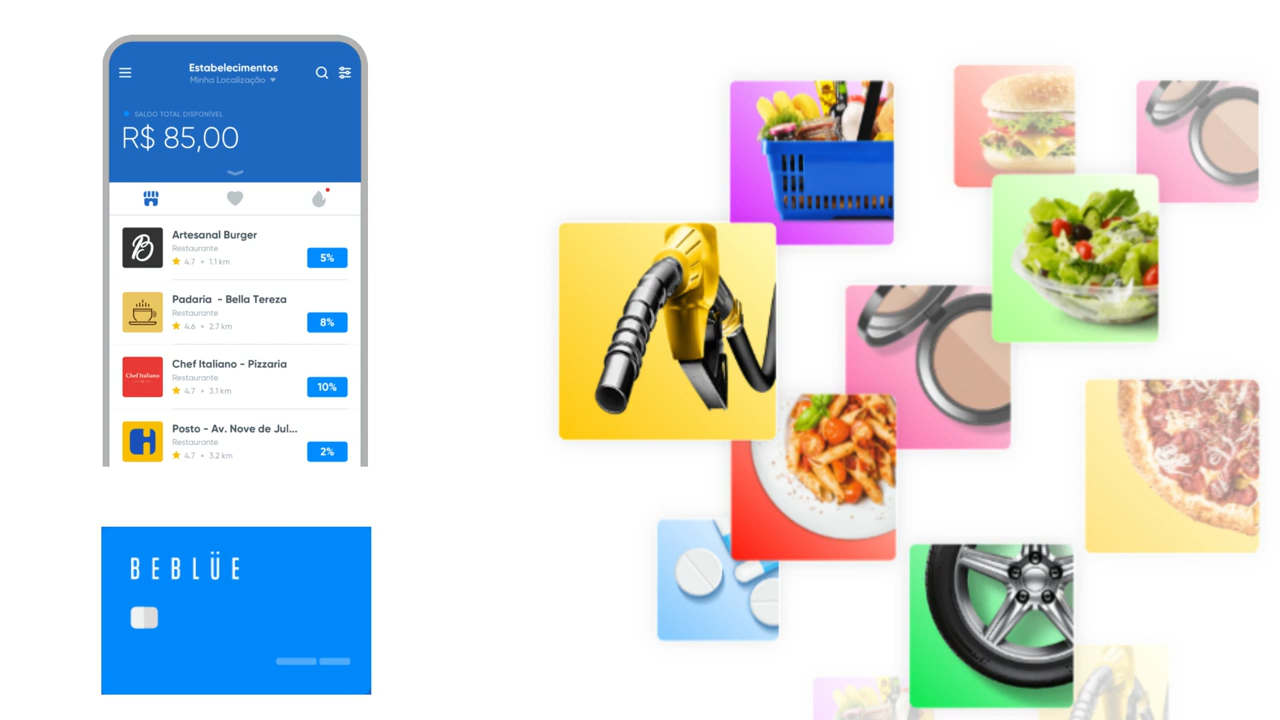 Estabelecimentos
Minha Localização
SALDO TOTAL DISPONÍVEL
R$ 85,00
Artesanal Burger
Restaurante
4.7 • 1.1 km
5%
B
Padaria - Bella Tereza
Restaurante
4.6 • 2.7 km
8%
Chef Italiano - Pizzaria
Restaurante
4.7 • 3.1 km
10%
Chef Italiano
Posto - Av. Nove de Jul...
Restaurante
4.7 • 3.2 km
2%
H
BEBLÜE